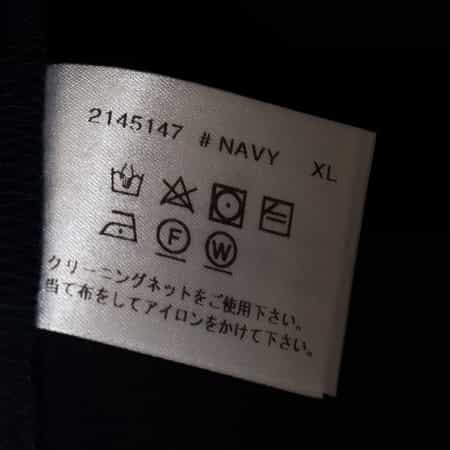 2145147 # NAVY XL
F W
クリーニングネットをご使用下さい。
当て布をしてアイロンをかけて下さい。